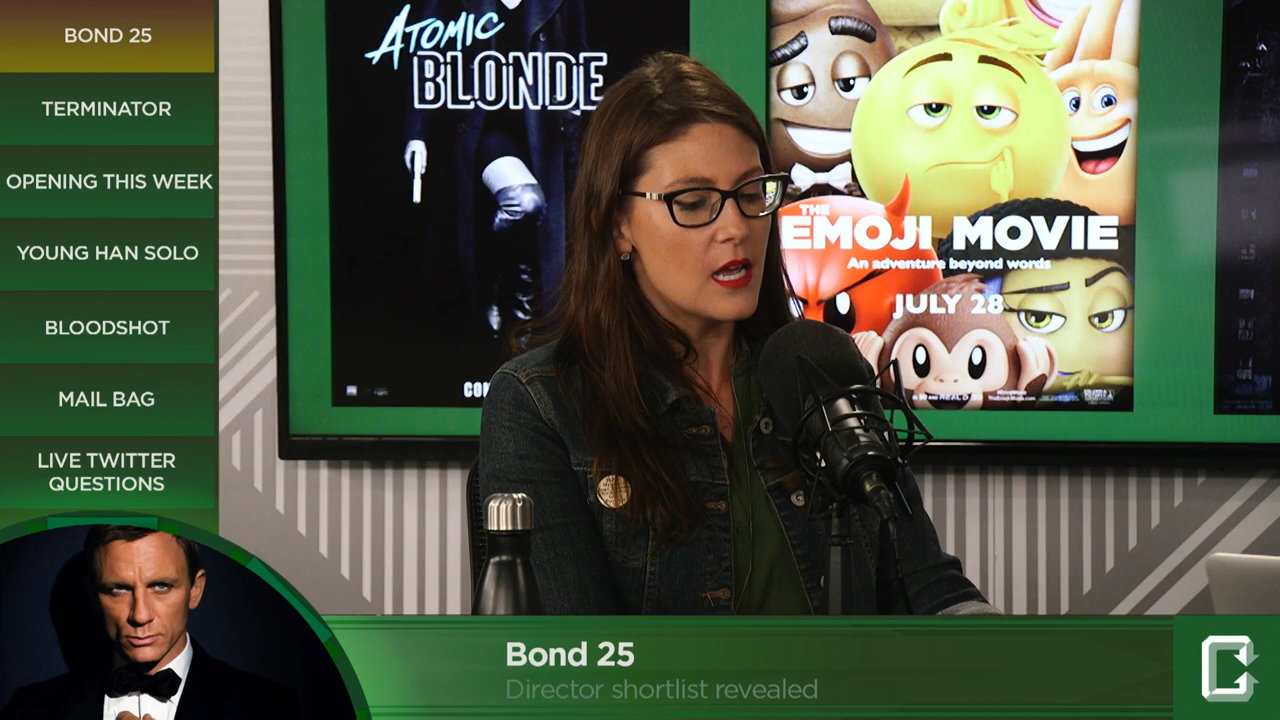 BOND 25
TERMINATOR
OPENING THIS WEEK
YOUNG HAN SOLO
BLOODSHOT
MAIL BAG
LIVE TWITTER
QUESTIONS
ATOMIC
BLONDE
THE
EMOJI MOVIE
An adventure beyond words
JULY 28
Bond 25
Director shortlist revealed